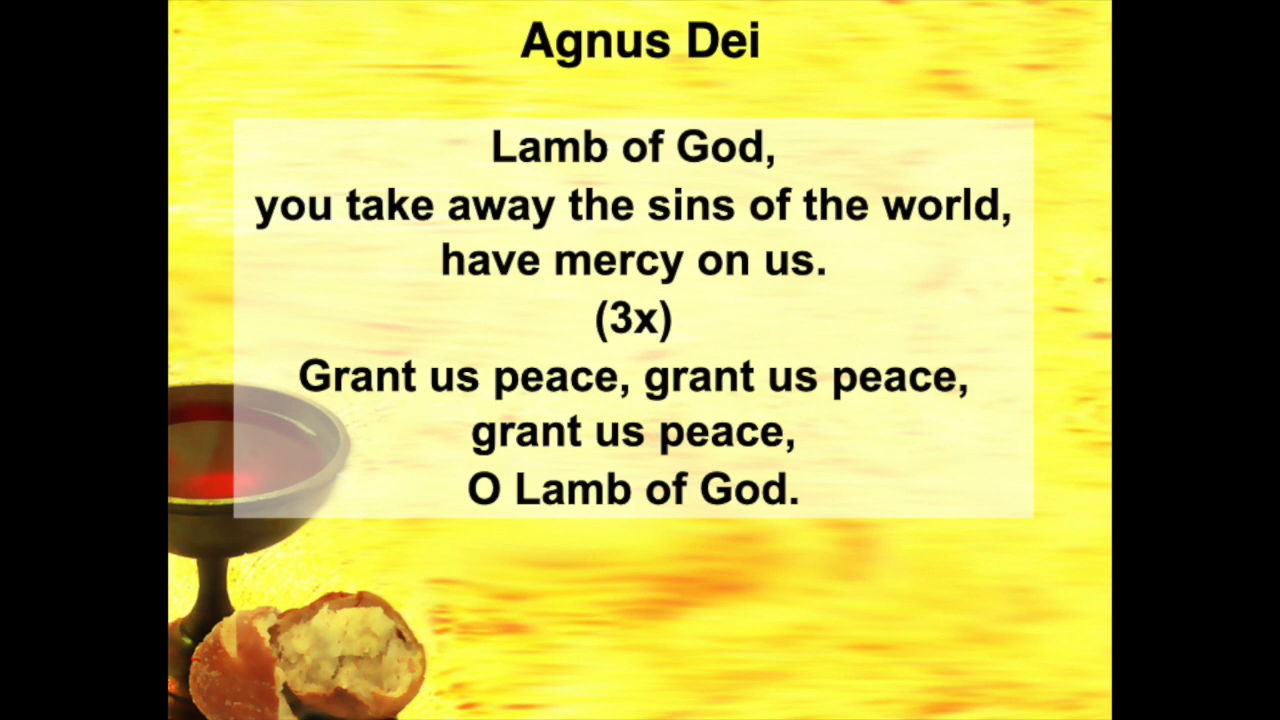 Agnus Dei
Lamb of God,
you take away the sins of the world,
have mercy on us.
(3x)
Grant us peace, grant us peace,
grant us peace,
O Lamb of God.